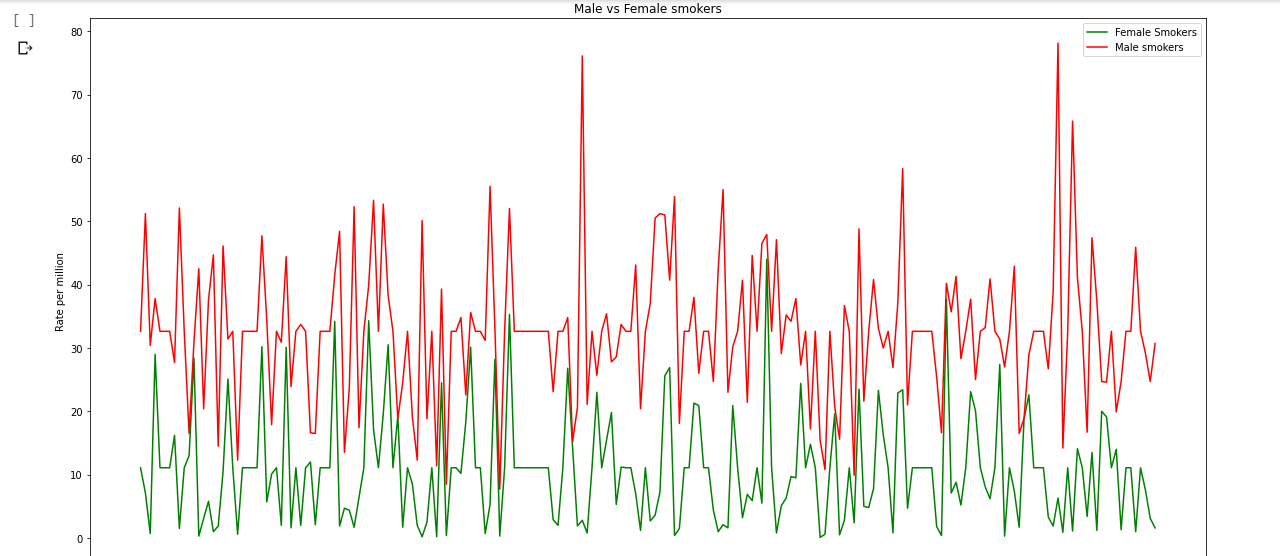 Male vs Female smokers
[ ]
Female Smokers
Male smokers
Rate per million
80
70
60
50
40
30
20
10
0